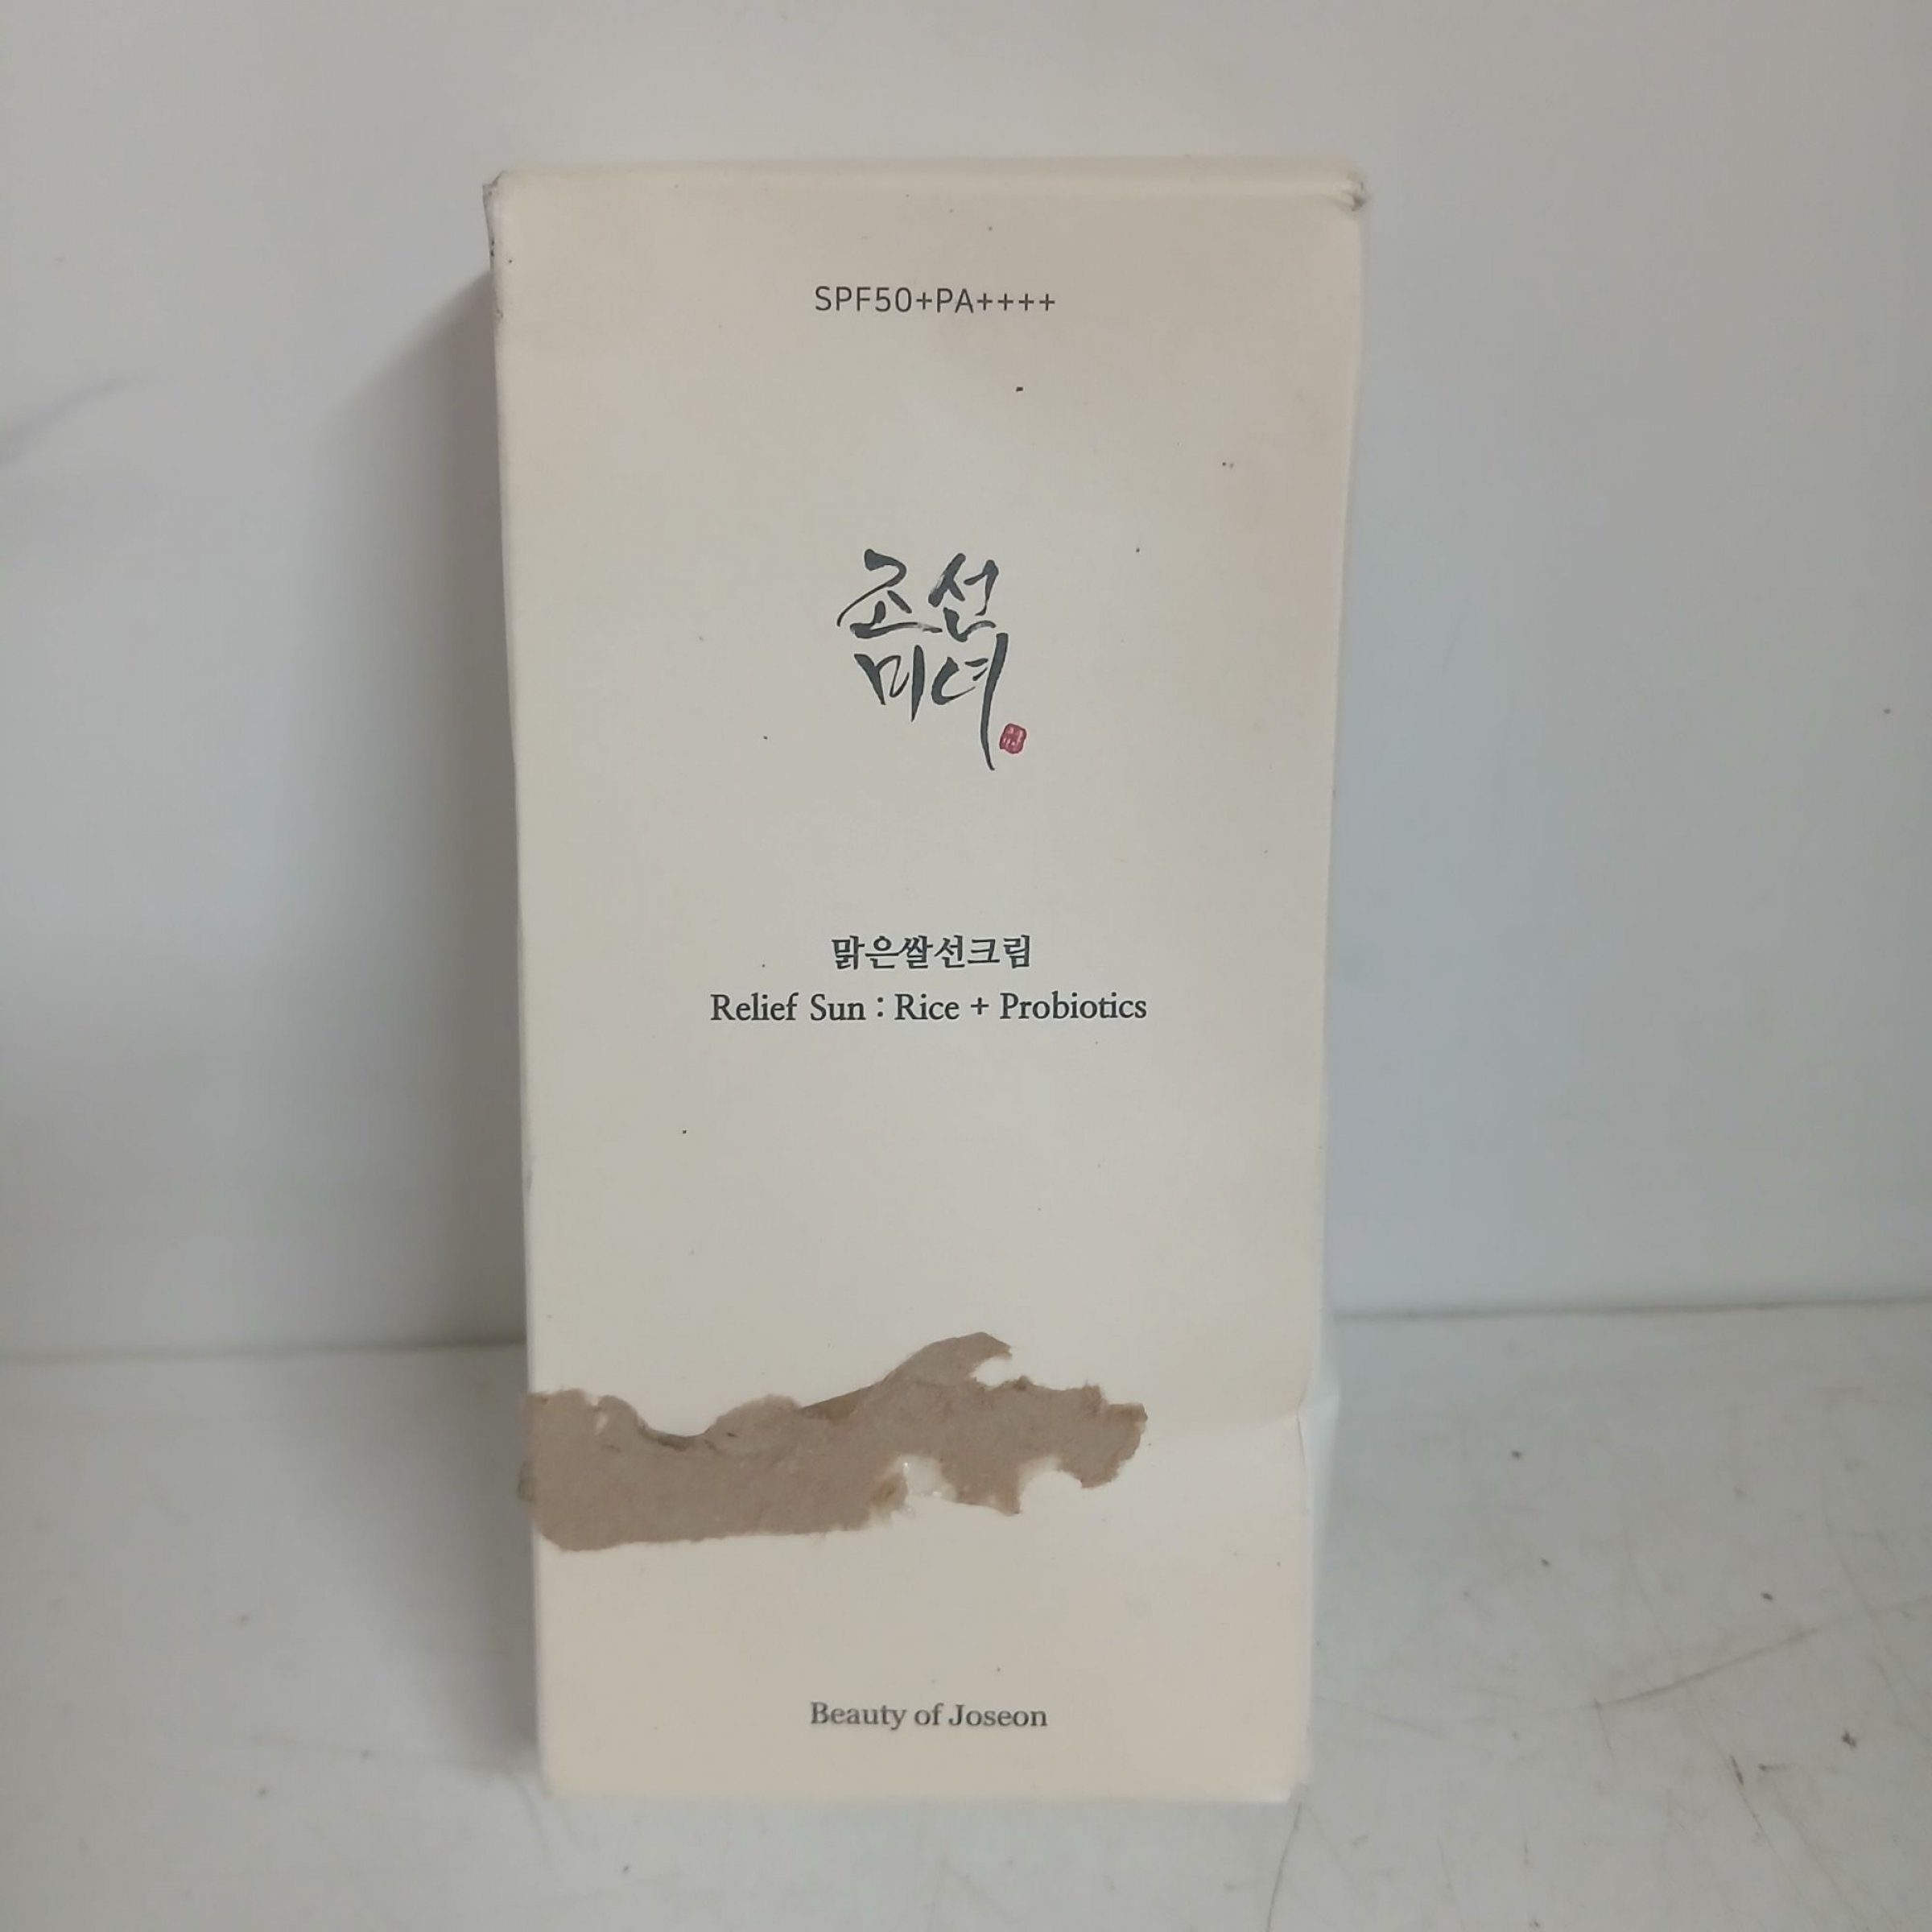 SPF50+PA++++
조선
미녀
맑은쌀선크림
Relief Sun : Rice + Probiotics
Beauty of Joseon